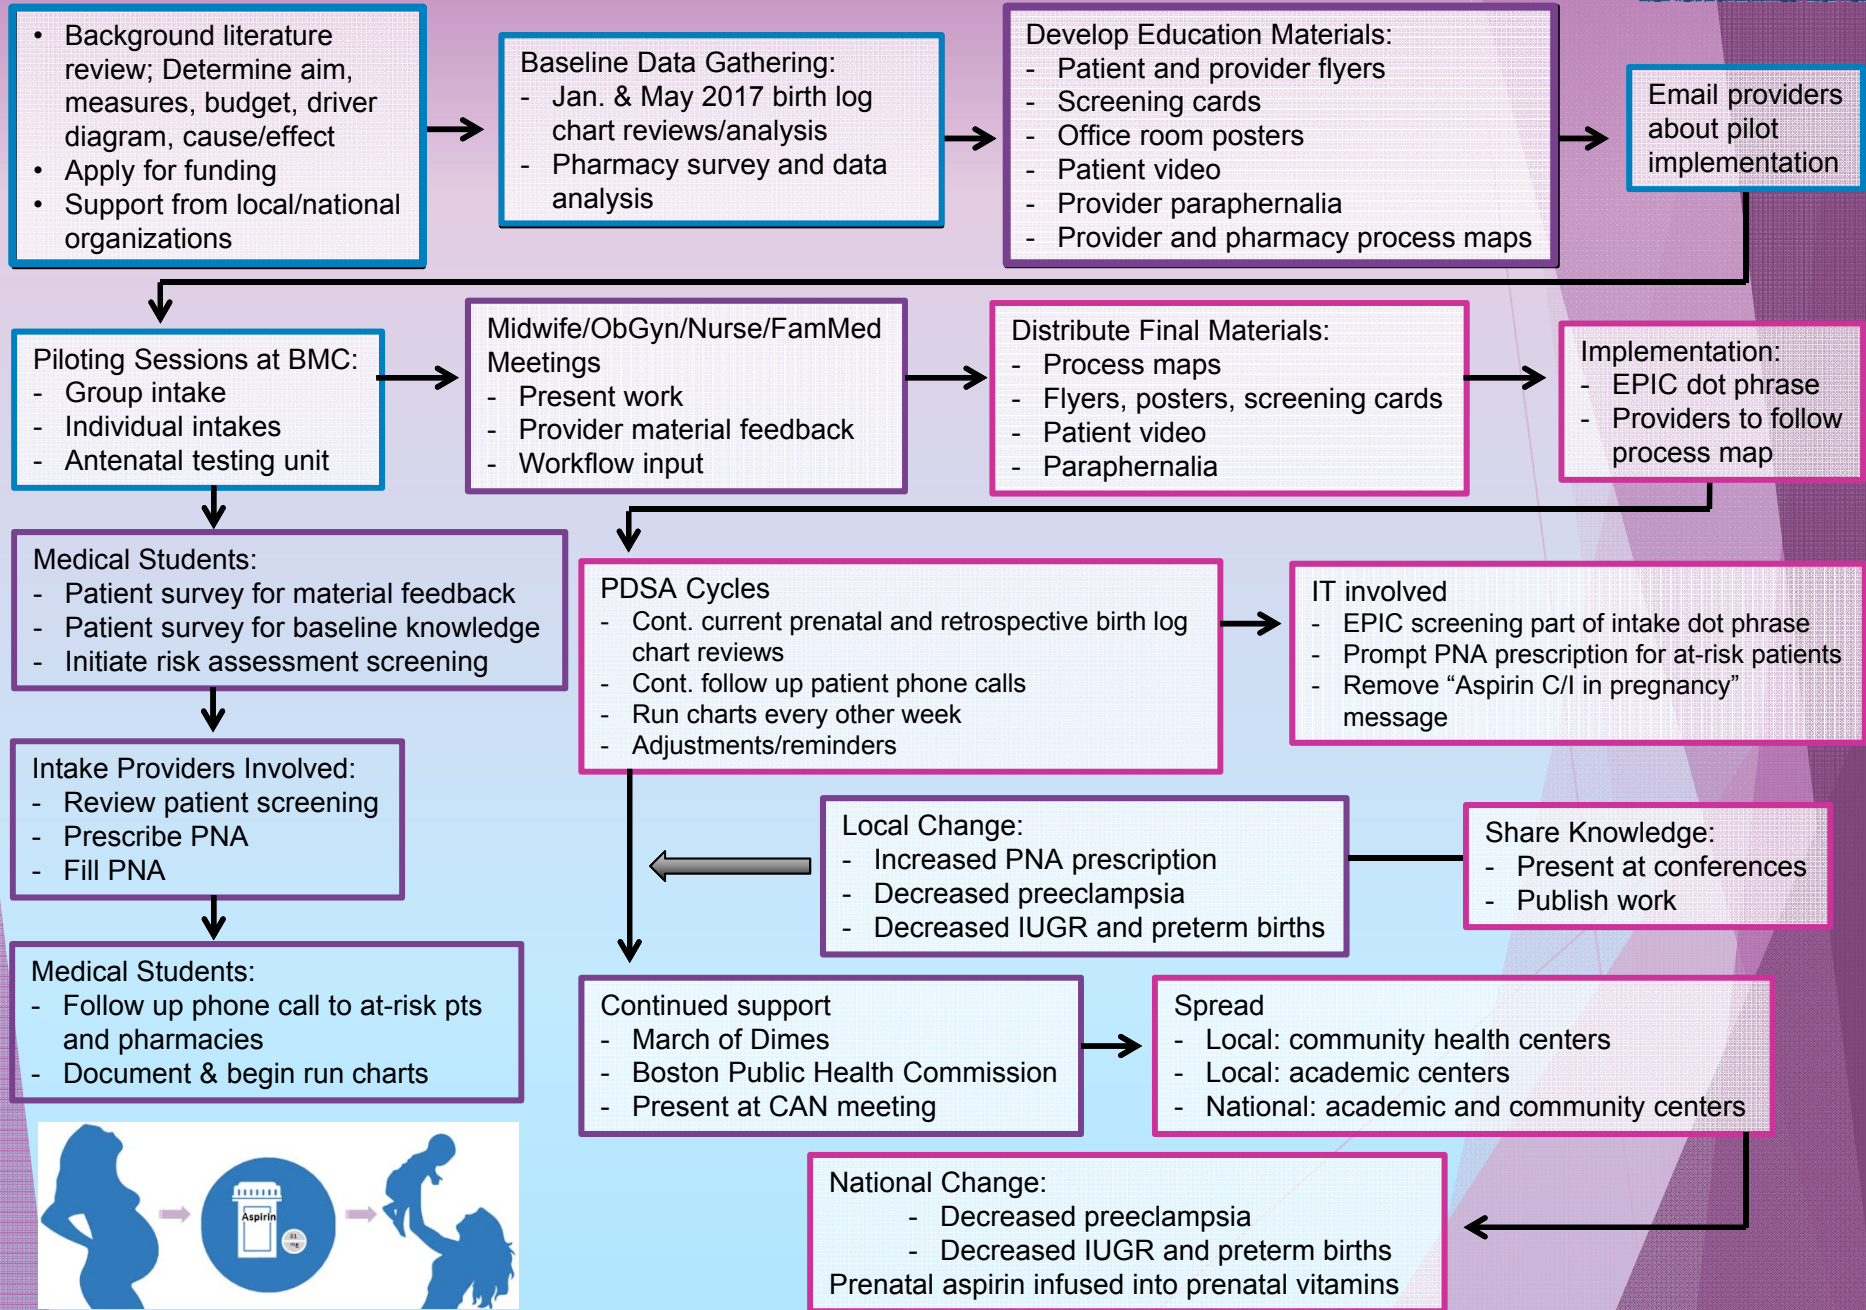 • Background literature
review; Determine aim,
measures, budget, driver
diagram, cause/effect
• Apply for funding
• Support from local/national
organizations
Baseline Data Gathering:
- Jan. & May 2017 birth log
chart reviews/analysis
- Pharmacy survey and data
analysis
Develop Education Materials:
- Patient and provider flyers
- Screening cards
- Office room posters
- Patient video
- Provider paraphernalia
- Provider and pharmacy process maps
Email providers
about pilot
implementation
Piloting Sessions at BMC:
- Group intake
- Individual intakes
- Antenatal testing unit
Midwife/ObGyn/Nurse/FamMed
Meetings
- Present work
- Provider material feedback
- Workflow input
Distribute Final Materials:
- Process maps
- Flyers, posters, screening cards
- Patient video
- Paraphernalia
Implementation:
- EPIC dot phrase
- Providers to follow
process map
Medical Students:
- Patient survey for material feedback
- Patient survey for baseline knowledge
- Initiate risk assessment screening
PDSA Cycles
- Cont. current prenatal and retrospective birth log
chart reviews
- Cont. follow up patient phone calls
- Run charts every other week
- Adjustments/reminders
IT involved
- EPIC screening part of intake dot phrase
- Prompt PNA prescription for at-risk patients
- Remove “Aspirin C/I in pregnancy”
message
Intake Providers Involved:
- Review patient screening
- Prescribe PNA
- Fill PNA
Local Change:
- Increased PNA prescription
- Decreased preeclampsia
- Decreased IUGR and preterm births
Share Knowledge:
- Present at conferences
- Publish work
Medical Students:
- Follow up phone call to at-risk pts
and pharmacies
- Document & begin run charts
Continued support
- March of Dimes
- Boston Public Health Commission
- Present at CAN meeting
Spread
- Local: community health centers
- Local: academic centers
- National: academic and community centers
Aspirin
81
mg
National Change:
- Decreased preeclampsia
- Decreased IUGR and preterm births
Prenatal aspirin infused into prenatal vitamins